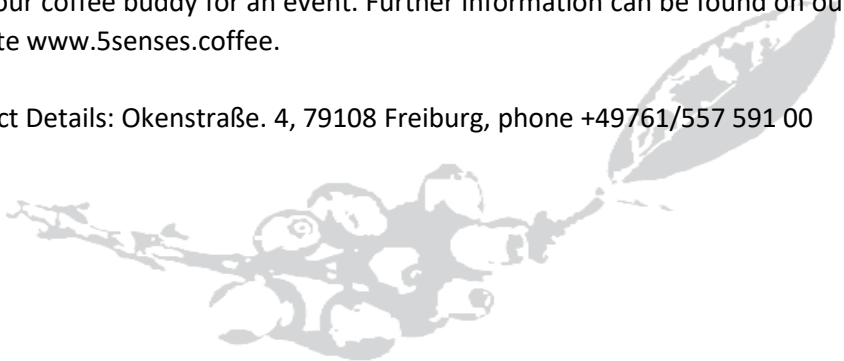 our coffee buddy for an event. Further information can be found on ou
te www.5senses.coffee.
ct Details: Okenstraße. 4, 79108 Freiburg, phone +49761/557 591 00